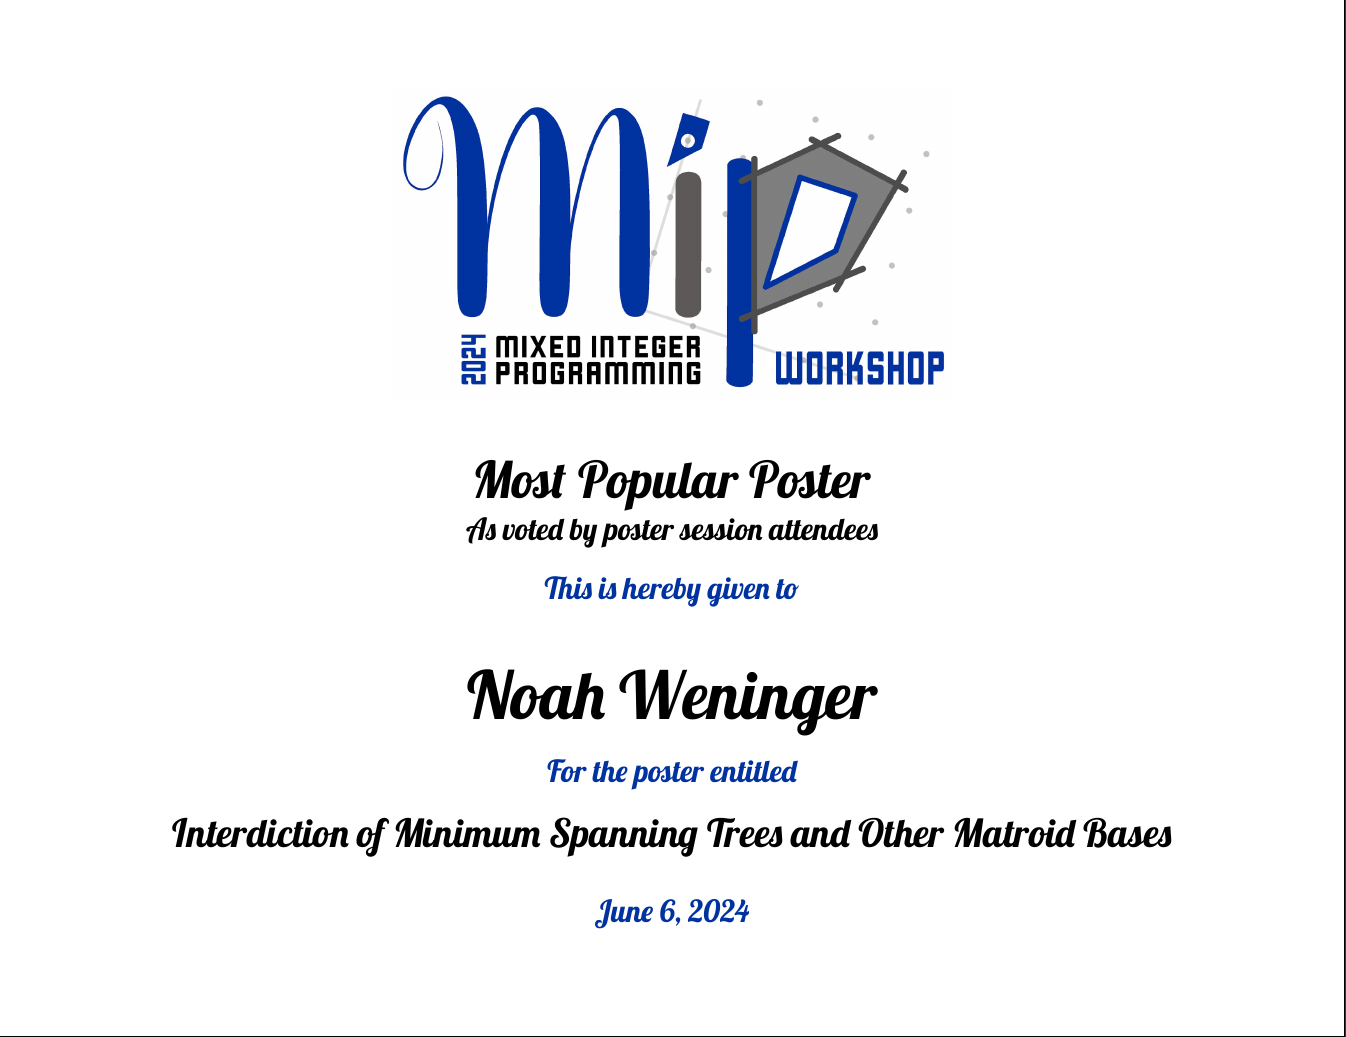 Mip
2024
MIXED INTEGER
PROGRAMMING
WORKSHOP
Most Popular Poster
As voted by poster session attendees
This is hereby given to
Noah Weninger
For the poster entitled
Interdiction of Minimum Spanning Trees and Other Matroid Bases
June 6, 2024